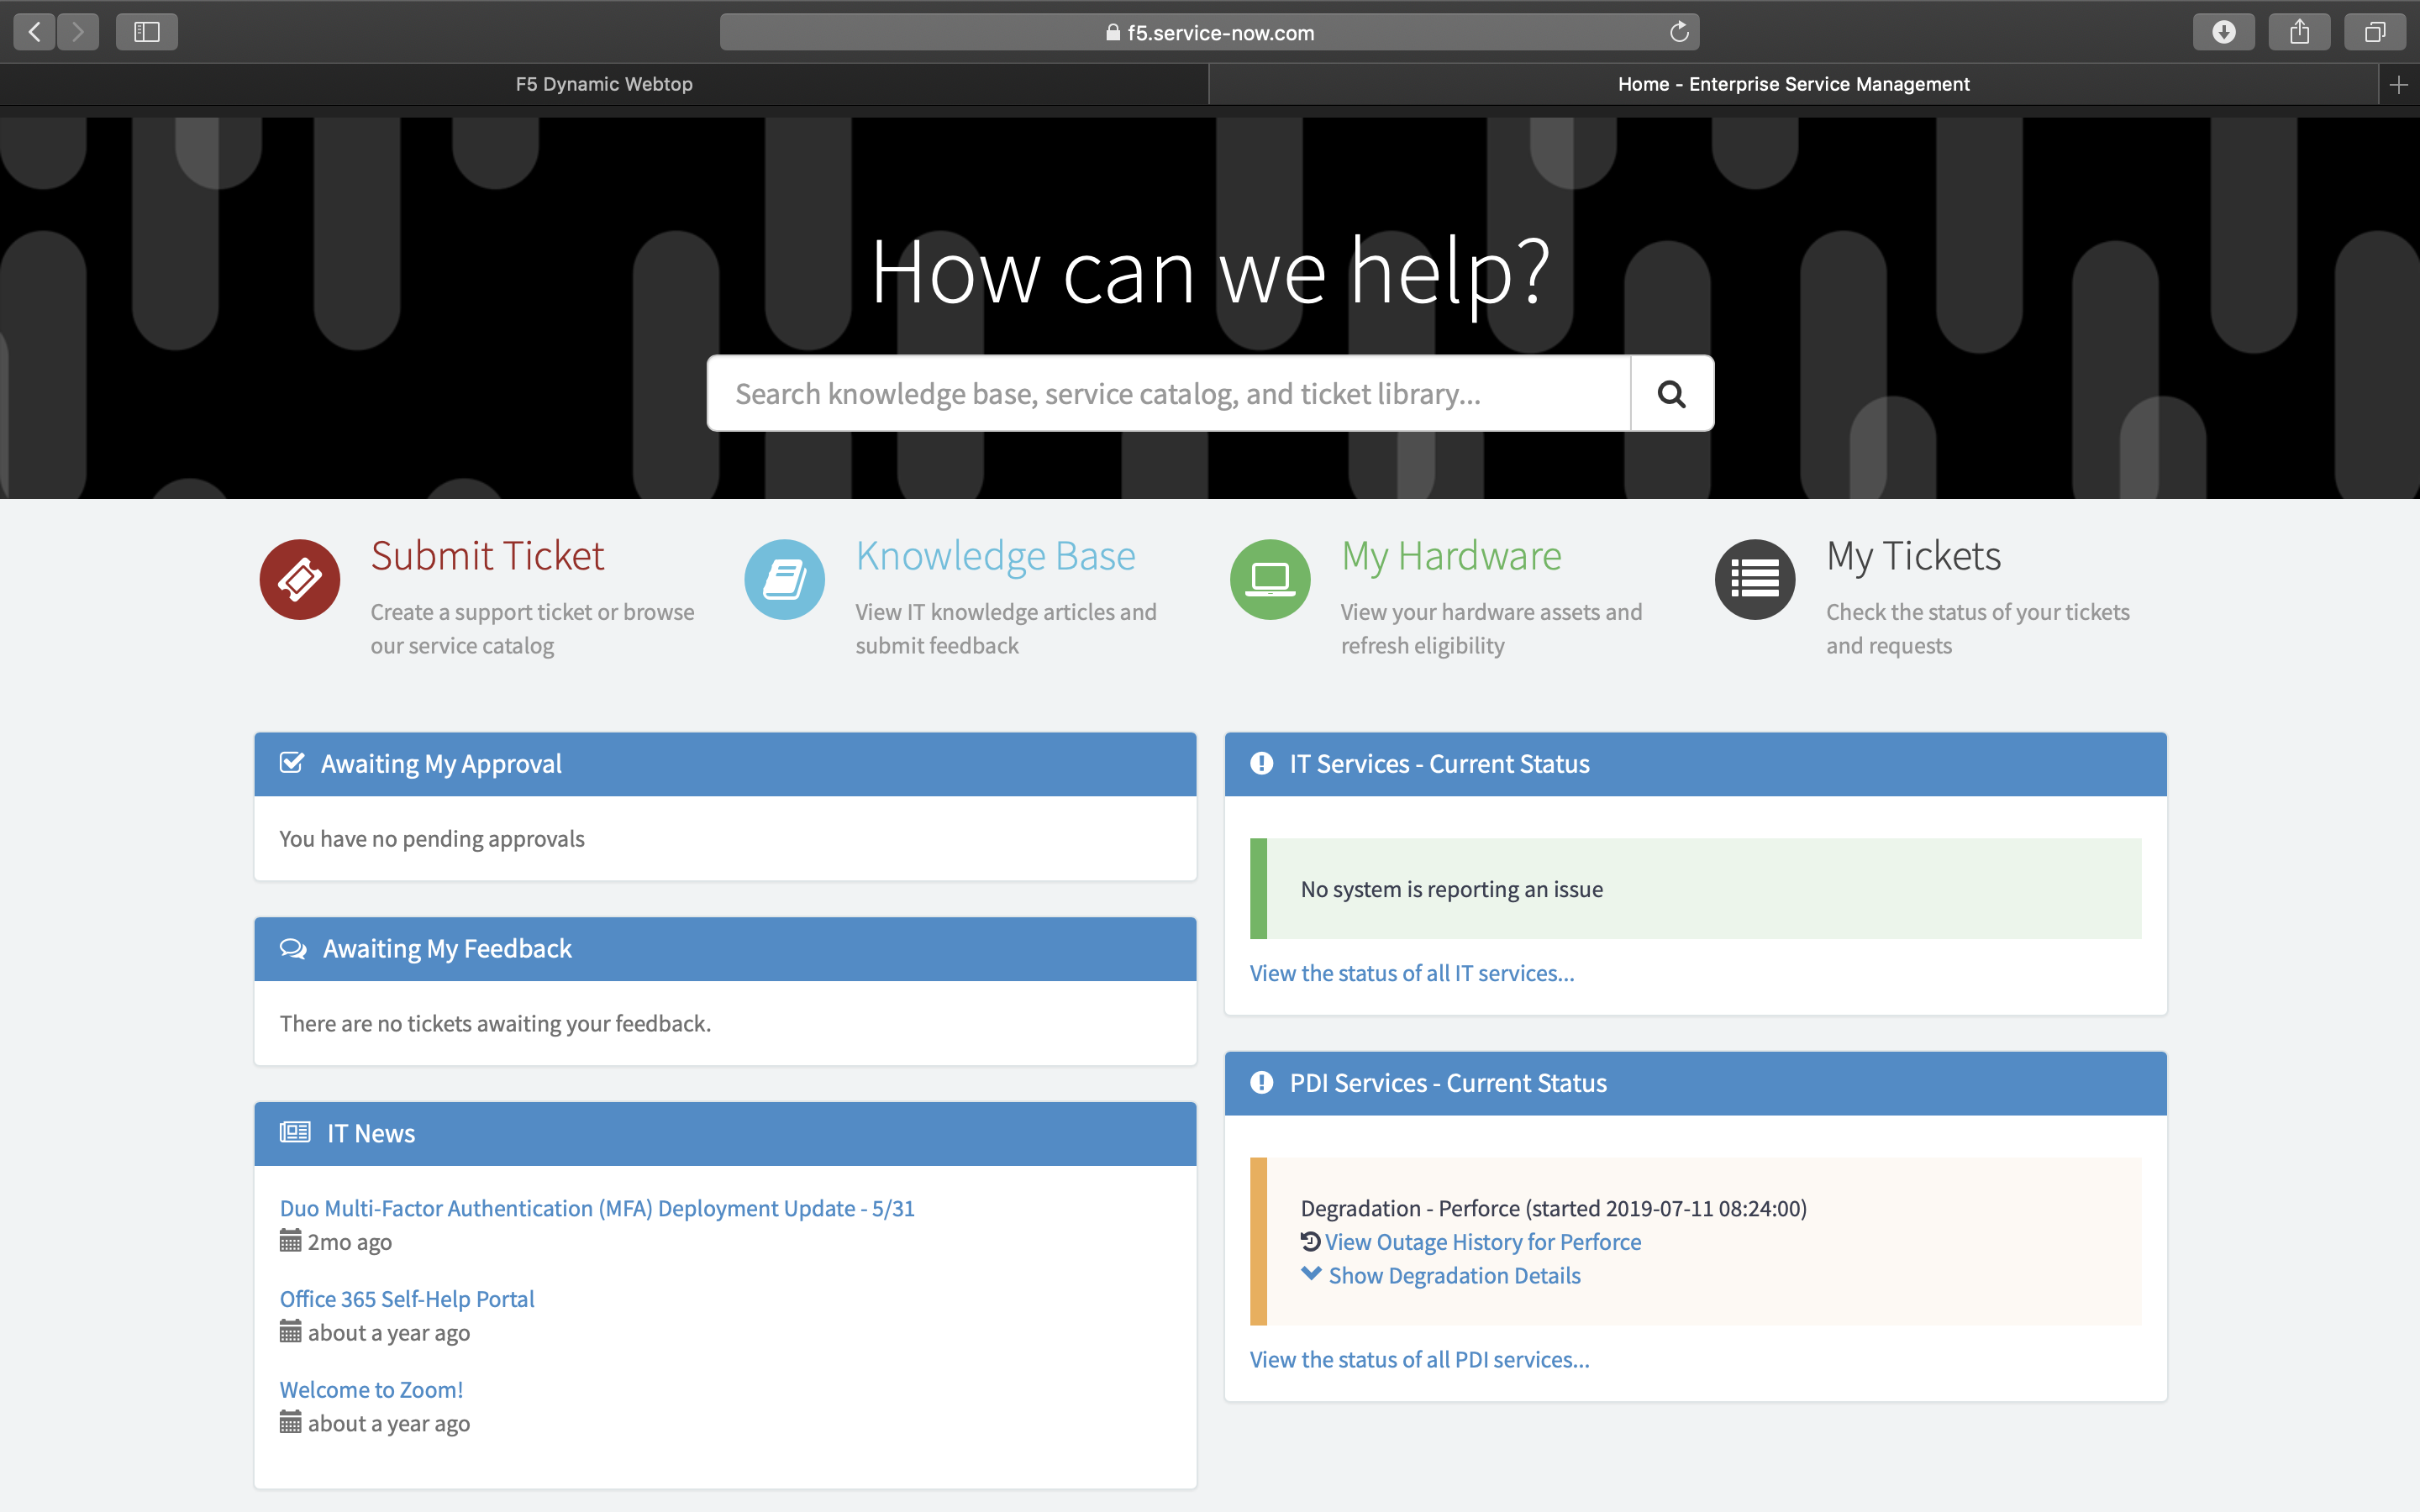 f5.service-now.com
F5 Dynamic Webtop
Home - Enterprise Service Management
How can we help?
Search knowledge base, service catalog, and ticket library...
Submit Ticket
Create a support ticket or browse
our service catalog
Knowledge Base
View IT knowledge articles and
submit feedback
My Hardware
View your hardware assets and
refresh eligibility
My Tickets
Check the status of your tickets
and requests
Awaiting My Approval
You have no pending approvals
Awaiting My Feedback
There are no tickets awaiting your feedback.
IT News
Duo Multi-Factor Authentication (MFA) Deployment Update - 5/31
2mo ago
Office 365 Self-Help Portal
about a year ago
Welcome to Zoom!
about a year ago
IT Services - Current Status
No system is reporting an issue
View the status of all IT services...
PDI Services - Current Status
Degradation - Perforce (started 2019-07-11 08:24:00)
View Outage History for Perforce
Show Degradation Details
View the status of all PDI services...